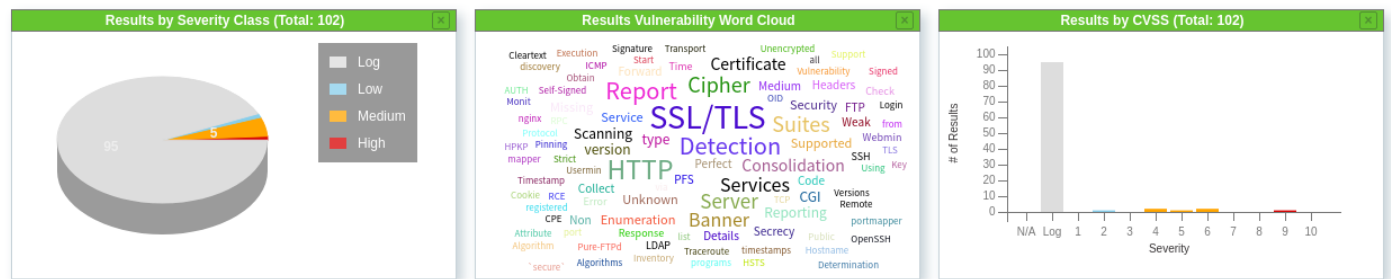 Results by Severity Class (Total: 102)
×
Log
Low
Medium
High
95
5
Results Vulnerability Word Cloud
×
Cleartext Execution Signature Transport Unencrypted Support
discovery ICMP Start Forward Time Certificate all Vulnerability Signed
Obtain
AUTH Self-Signed Report Cipher Medium Headers Check
Monit Missing OID Security FTP Login
nginx RPC Service SSL/TLS Suites Weak from
Protocol Scanning type Webmin
HPKP Pinning version Detection Supported TLS
mapper Strict HTTP Perfect Consolidation SSH Using Key
Usermin
Timestamp Collect PFS Services Code
Cookie RCE Error Unknown Server TCP CGI Versions
registered Remote
CPE Non Enumeration Banner Reporting portmapper
Attribute port Response list Details Secrecy Public OpenSSH
Algorithm Pure-FTPd LDAP Traceroute timestamps Hostname
`secure` Algorithms Inventory programs HSTS Determination
Results by CVSS (Total: 102)
×
# of Results
100
90
80
70
60
50
40
30
20
10
0
N/A Log 1 2 3 4 5 6 7 8 9 10
Severity